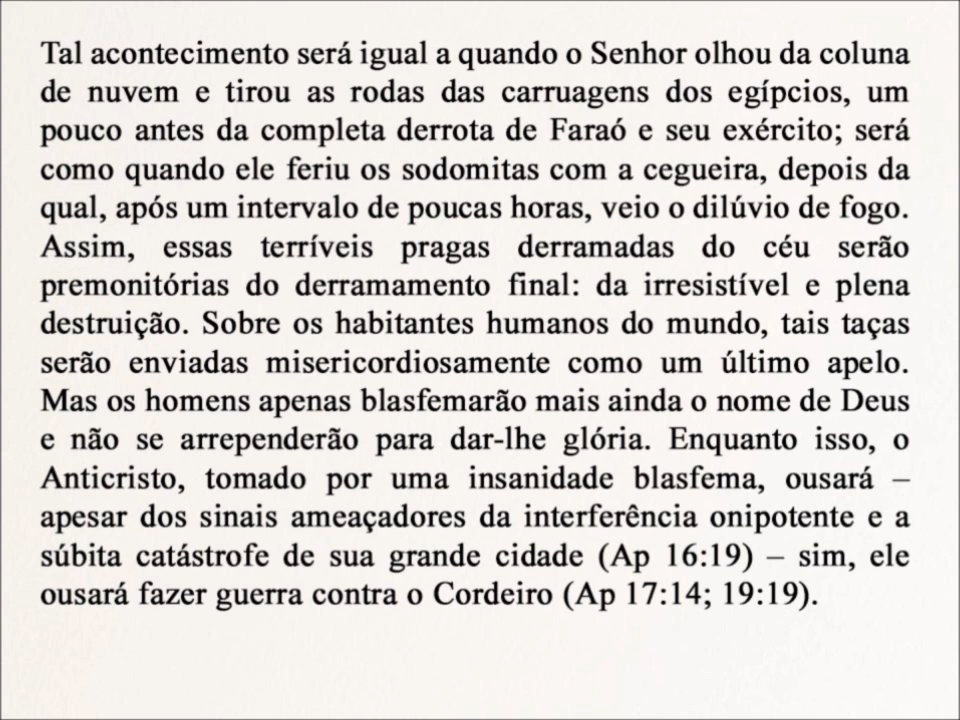 Tal acontecimento será igual a quando o Senhor olhou da coluna
de nuvem e tirou as rodas das carruagens dos egípcios, um
pouco antes da completa derrota de Faraó e seu exército; será
como quando ele feriu os sodomitas com a cegueira, depois da
qual, após um intervalo de poucas horas, veio o dilúvio de fogo.
Assim, essas terríveis pragas derramadas do céu serão
premonitórias do derramamento final: da irresistível e plena
destruição. Sobre os habitantes humanos do mundo, tais taças
serão enviadas misericordiosamente como um último apelo.
Mas os homens apenas blasfemarão mais ainda o nome de Deus
e não se arrependerão para dar-lhe glória. Enquanto isso, o
Anticristo, tomado por uma insanidade blasfema, ousará –
apesar dos sinais ameaçadores da interferência onipotente e a
súbita catástrofe de sua grande cidade (Ap 16:19) – sim, ele
ousará fazer guerra contra o Cordeiro (Ap 17:14; 19:19).